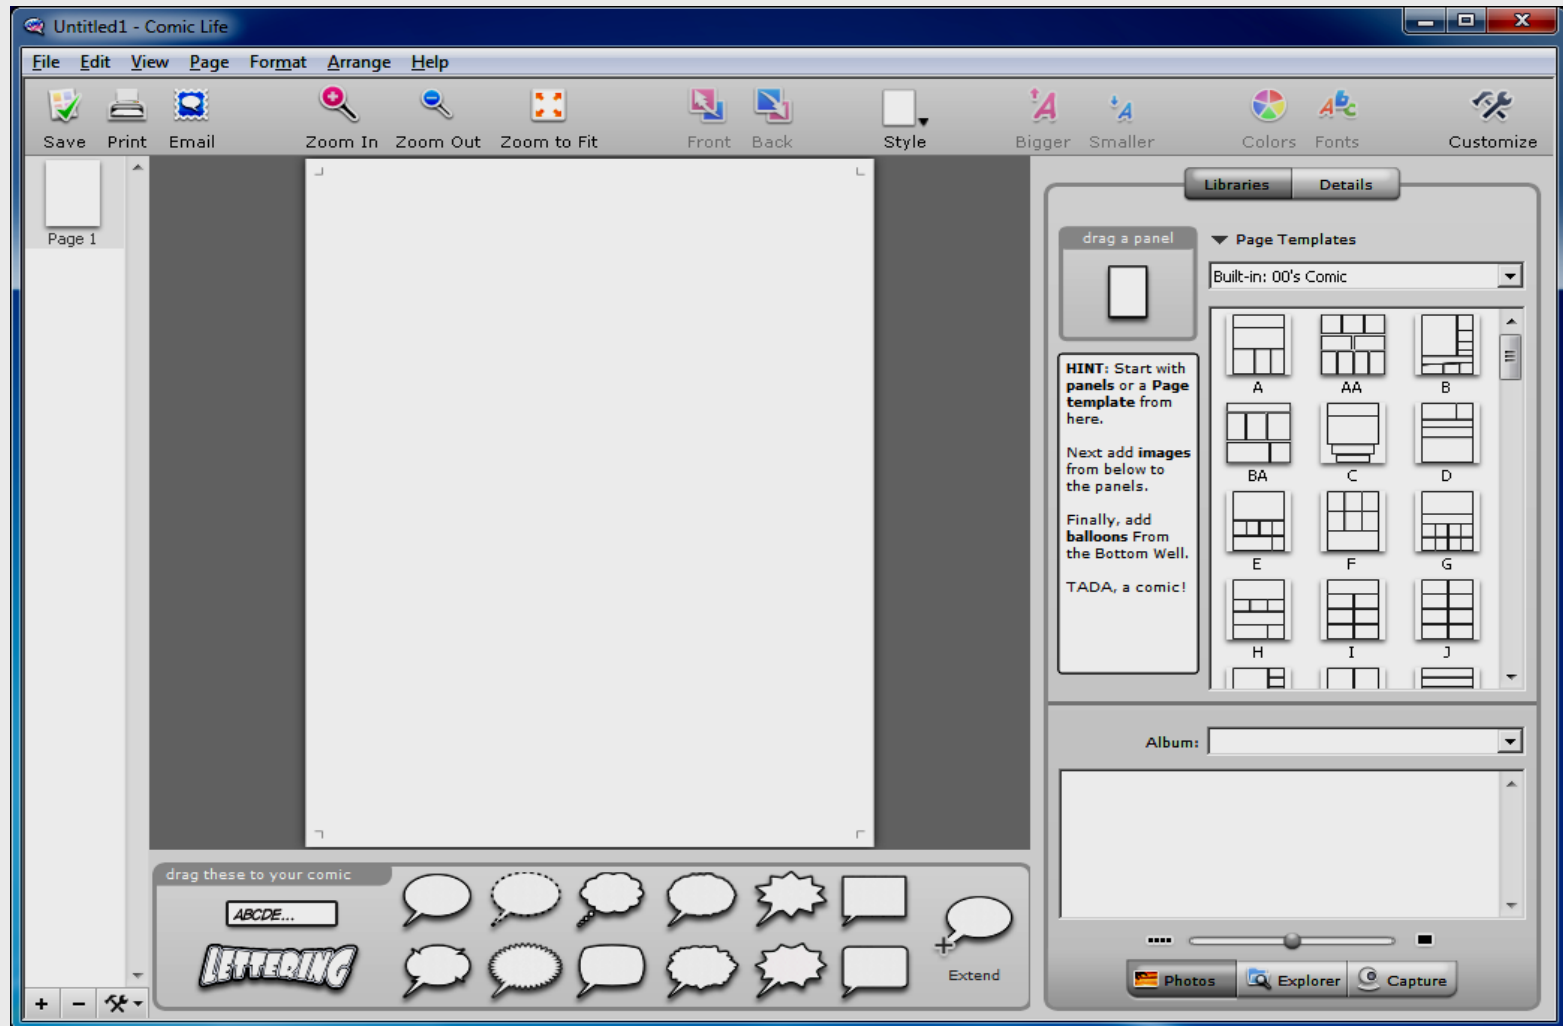 Untitled1 - Comic Life
File Edit View Page Format Arrange Help
Save Print Email Zoom In Zoom Out Zoom to Fit Front Back Style Bigger Smaller Colors Fonts Customize
Page 1
Libraries Details
drag a panel
Page Templates
Built-in: 00's Comic
HINT: Start with
panels or a Page
template from
here.
Next add images
from below to
the panels.
Finally, add
balloons From
the Bottom Well.
TADA, a comic!
A AA B
BA C D
E F G
H I J
Album:
drag these to your comic
ABCDE...
LETTERING
Extend
Photos Explorer Capture